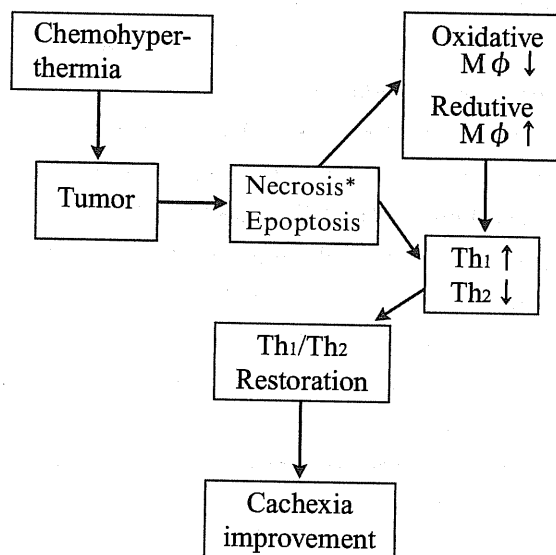 Chemohyper-
thermia
Tumor
Necrosis*
Epoptosis
Oxidative
Mϕ ↓
Redutive
Mϕ ↑
Th1 ↑
Th2 ↓
Th1/Th2
Restoration
Cachexia
improvement